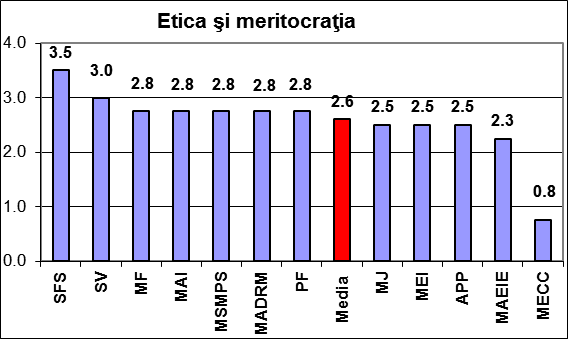 Etica şi meritocraţia
4.0
3.0
2.0
1.0
0.0
3.5
3.0
2.8
2.8
2.8
2.8
2.8
2.6
2.5
2.5
2.5
2.3
0.8
SFS
SV
MF
MAI
MSMPS
MADRM
PF
Media
MJ
MEI
APP
MAEIE
MECC